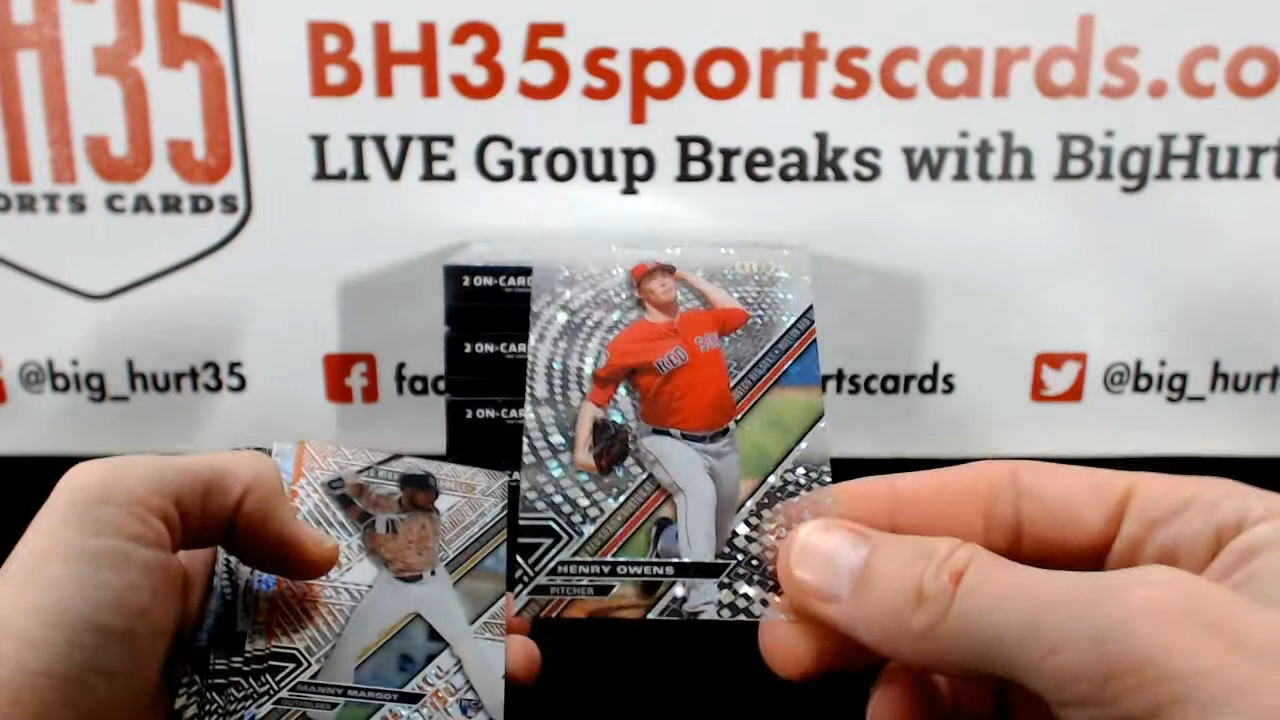 H35
ORTS CARDS
BH35sportscards.co
LIVE Group Breaks with BigHurt
@big_hurt35
fac
rtscards
@big_hurt
2 ON-CARD
2 ON-CARD
2 ON-CAR
RED SOX
HENRY OWENS
PITCHER
MANNY MARGOT
OUTFIELDER